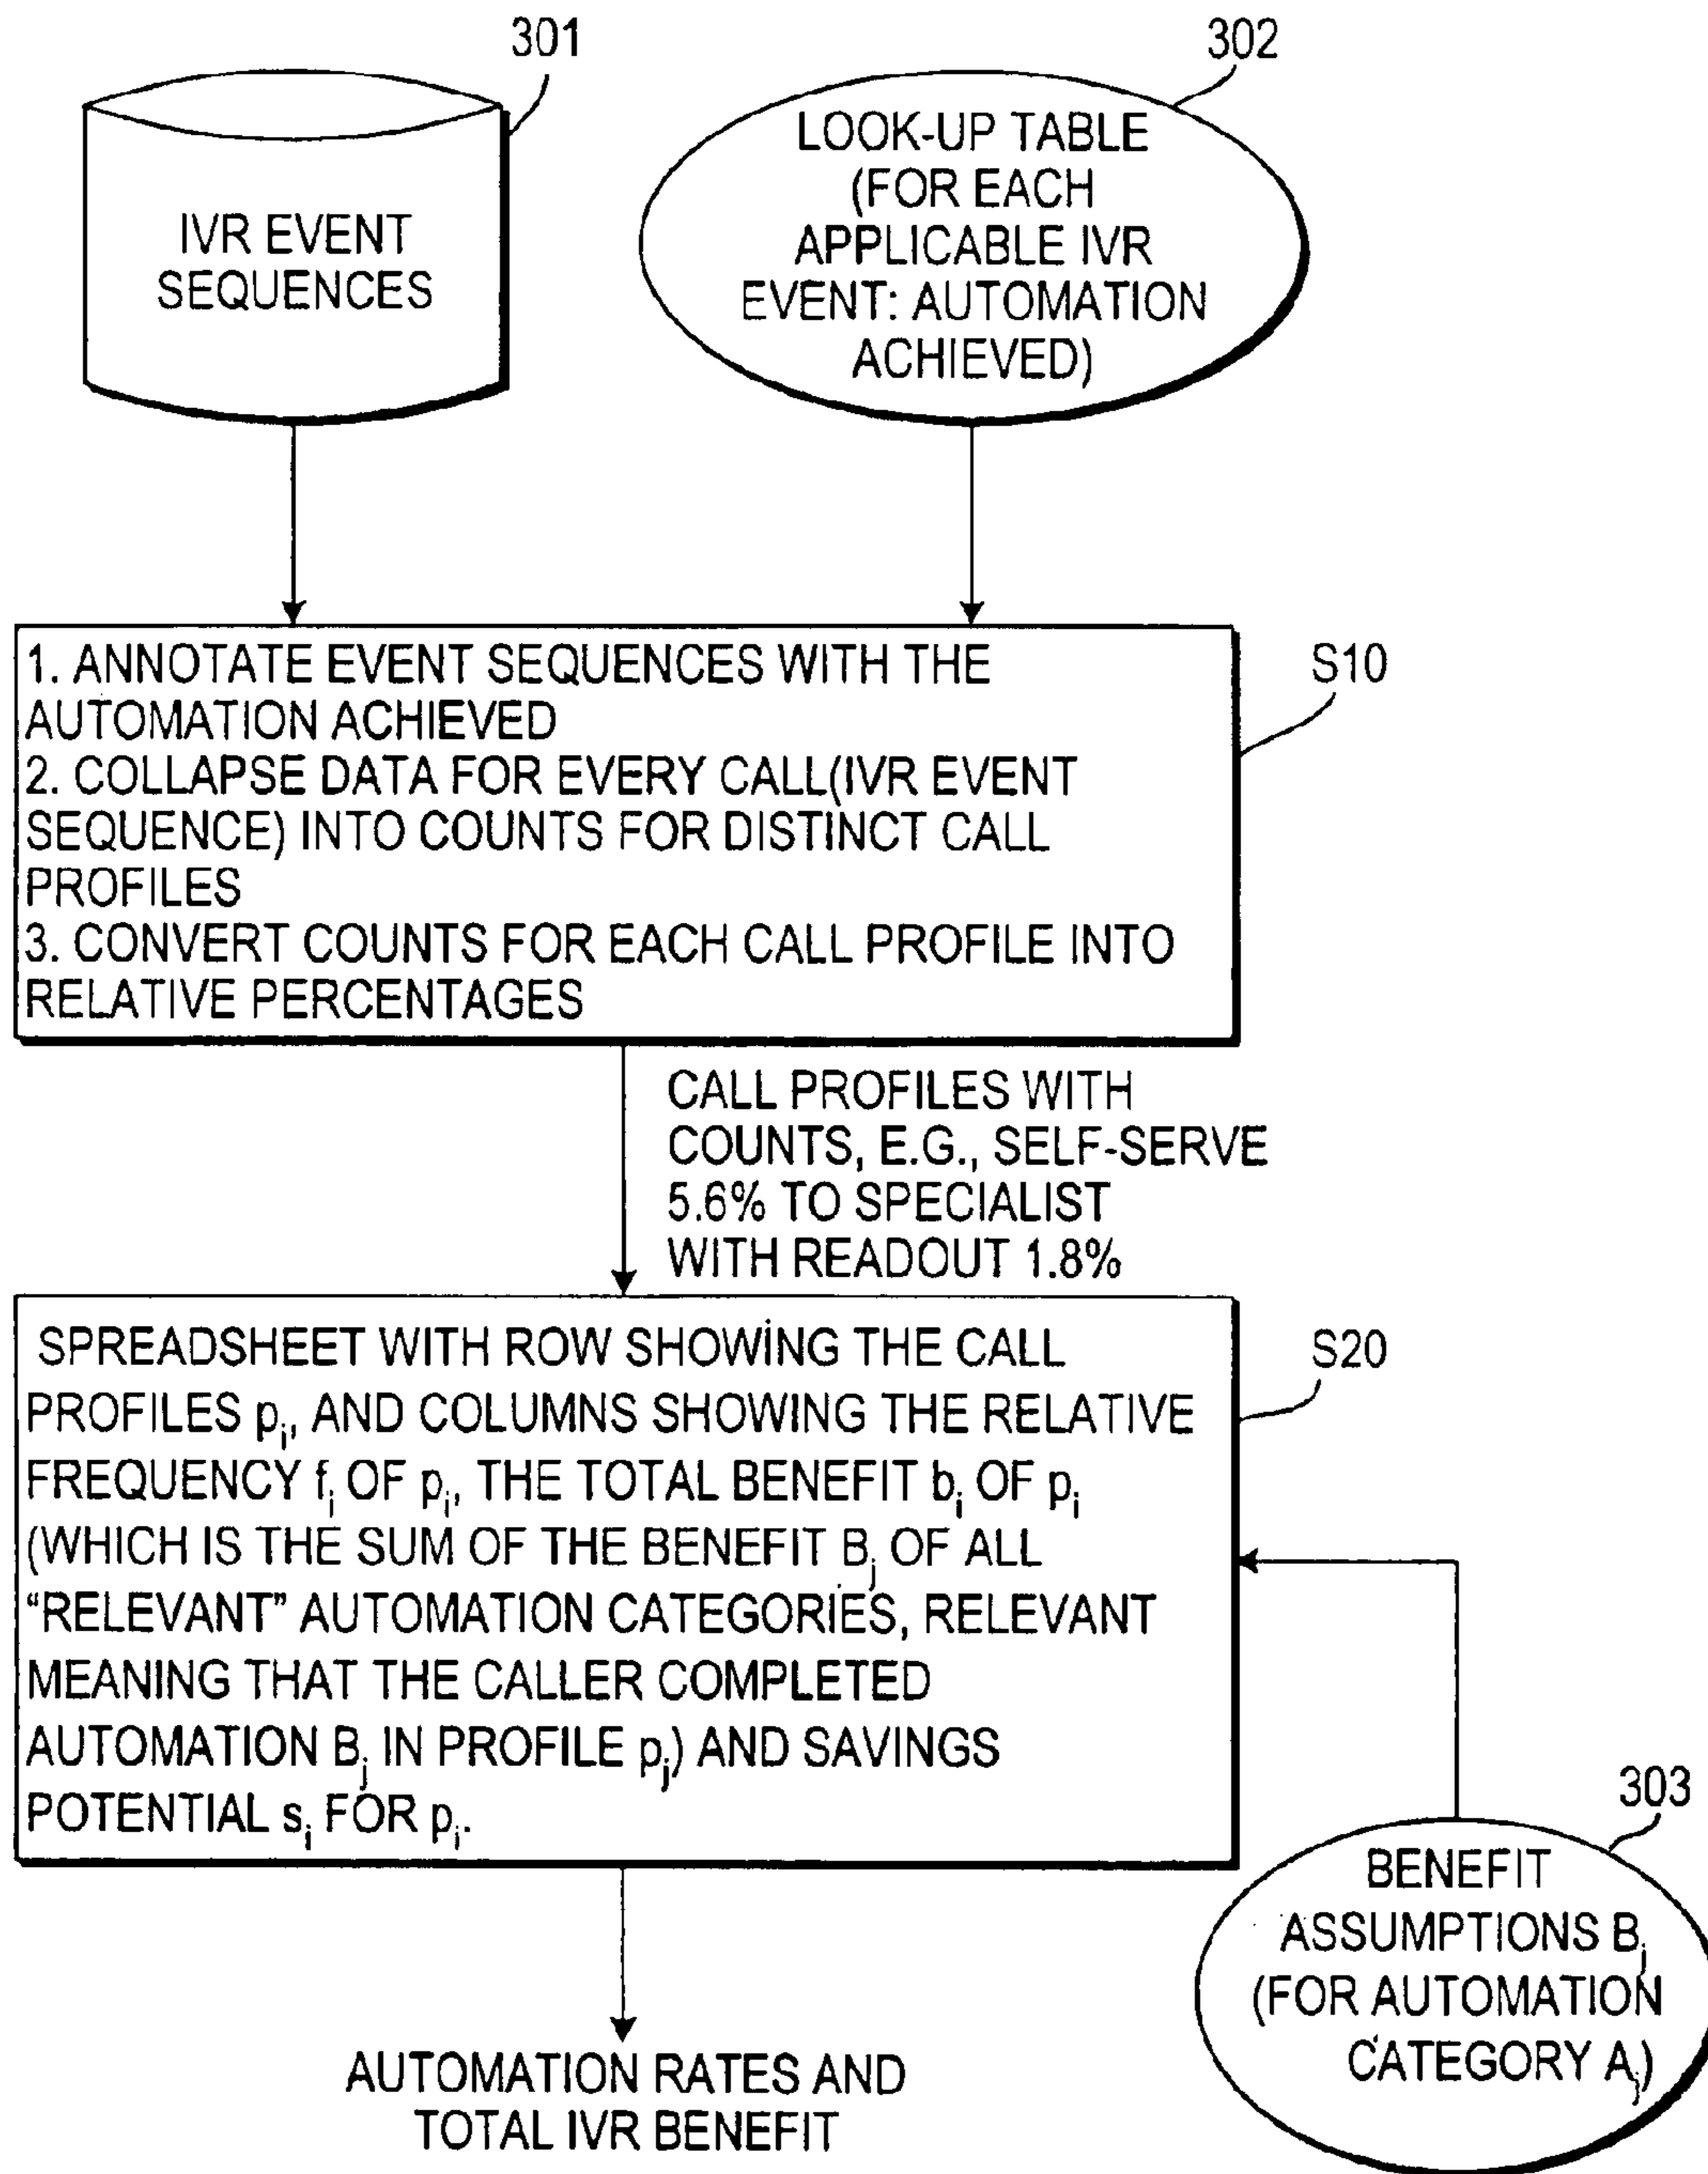 301
302
IVR EVENT
SEQUENCES
LOOK-UP TABLE
(FOR EACH
APPLICABLE IVR
EVENT: AUTOMATION
ACHIEVED)
1. ANNOTATE EVENT SEQUENCES WITH THE
AUTOMATION ACHIEVED
2. COLLAPSE DATA FOR EVERY CALL(IVR EVENT
SEQUENCE) INTO COUNTS FOR DISTINCT CALL
PROFILES
3. CONVERT COUNTS FOR EACH CALL PROFILE INTO
RELATIVE PERCENTAGES
S10
CALL PROFILES WITH
COUNTS, E.G., SELF-SERVE
5.6% TO SPECIALIST
WITH READOUT 1.8%
SPREADSHEET WITH ROW SHOWING THE CALL
PROFILES pᵢ, AND COLUMNS SHOWING THE RELATIVE
FREQUENCY fᵢ OF pᵢ, THE TOTAL BENEFIT bᵢ OF pᵢ
(WHICH IS THE SUM OF THE BENEFIT Bⱼ OF ALL
“RELEVANT” AUTOMATION CATEGORIES, RELEVANT
MEANING THAT THE CALLER COMPLETED
AUTOMATION Bⱼ IN PROFILE pⱼ) AND SAVINGS
POTENTIAL sᵢ FOR pᵢ.
S20
303
BENEFIT
ASSUMPTIONS Bⱼ
(FOR AUTOMATION
CATEGORY Aⱼ)
AUTOMATION RATES AND
TOTAL IVR BENEFIT